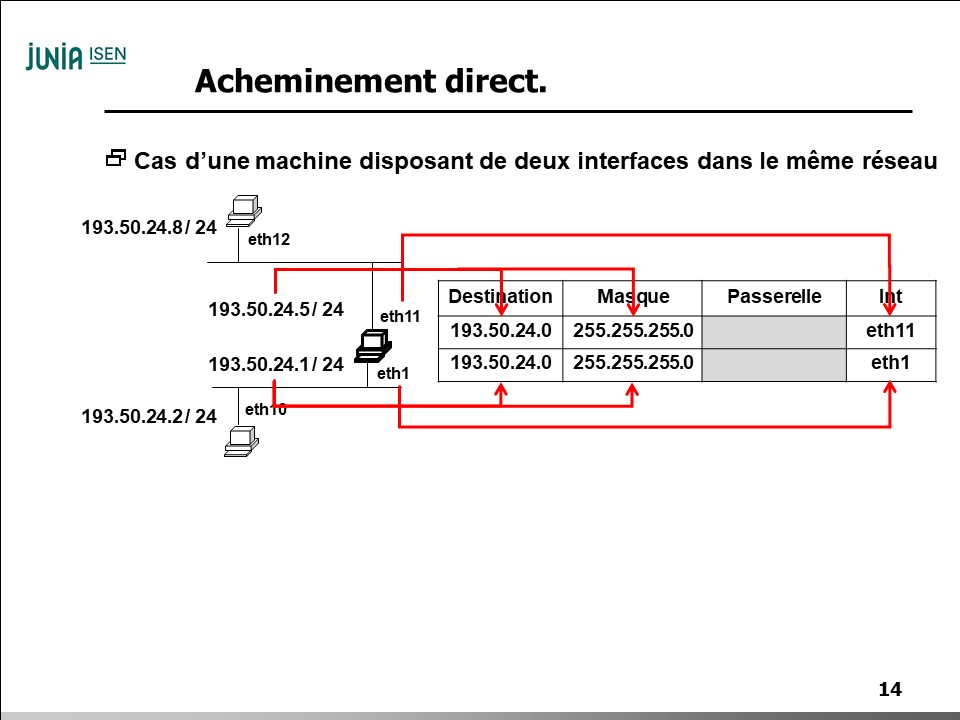 JUNIA ISEN
Acheminement direct.
Cas d’une machine disposant de deux interfaces dans le même réseau
193.50.24.8 / 24
eth12
193.50.24.5 / 24
eth11
193.50.24.1 / 24
eth1
eth10
193.50.24.2 / 24
Destination Masque Passerelle Int
193.50.24.0 255.255.255.0 eth11
193.50.24.0 255.255.255.0 eth1
14